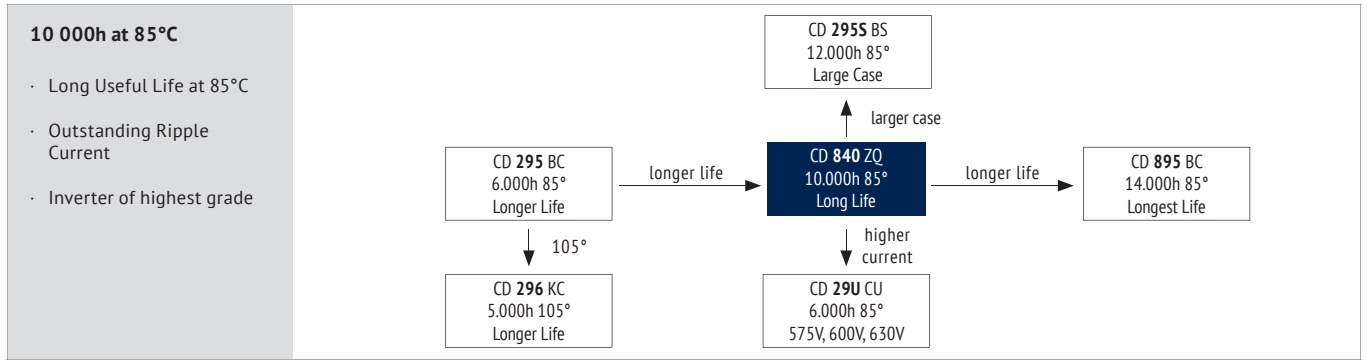 10 000h at 85°C
· Long Useful Life at 85°C
· Outstanding Ripple
Current
· Inverter of highest grade
CD 295S BS
12.000h 85°
Large Case
larger case
CD 295 BC
6.000h 85°
Longer Life
longer life
CD 840 ZQ
10.000h 85°
Long Life
longer life
CD 895 BC
14.000h 85°
Longest Life
105°
higher
current
CD 296 KC
5.000h 105°
Longer Life
CD 29U CU
6.000h 85°
575V, 600V, 630V